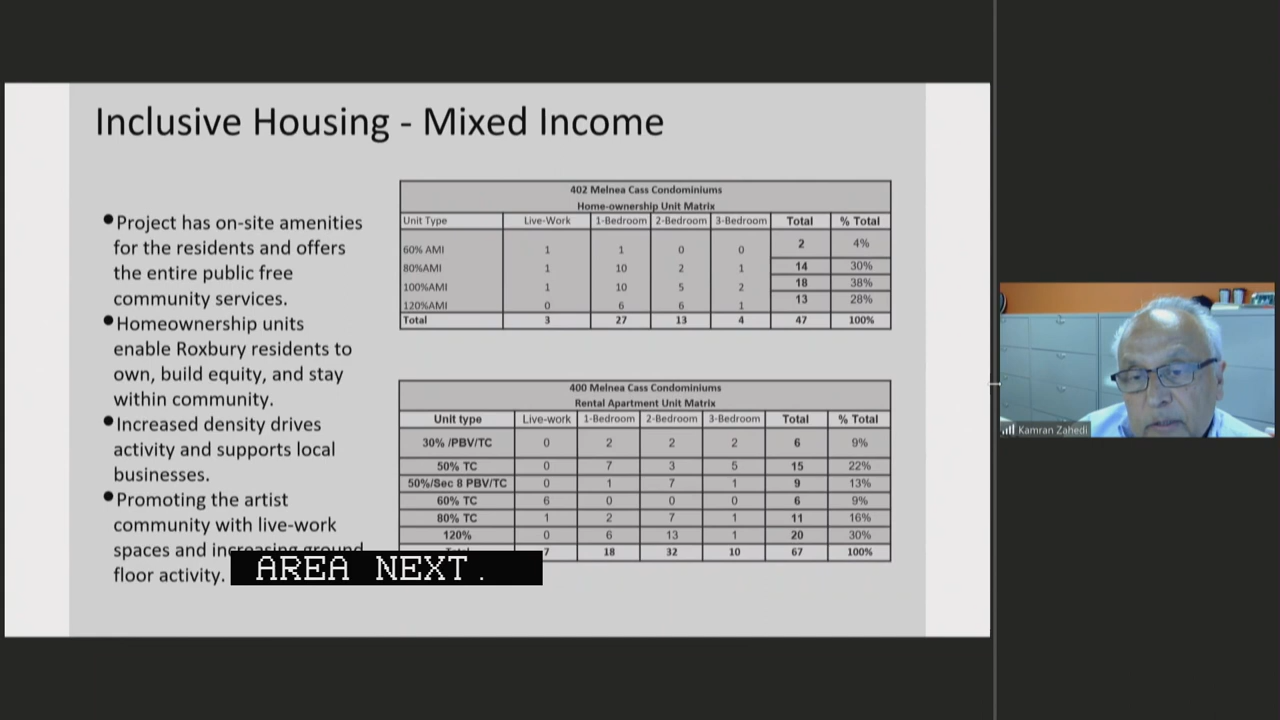 Inclusive Housing - Mixed Income
●Project has on-site amenities
for the residents and offers
the entire public free
community services.
●Homeownership units
enable Roxbury residents to
own, build equity, and stay
within community.
●Increased density drives
activity and supports local
businesses.
●Promoting the artist
community with live-work
spaces and increasing ground
floor activity.
402 Melnea Cass Condominiums
Home-ownership Unit Matrix
Unit Type Live-Work 1-Bedroom 2-Bedroom 3-Bedroom Total % Total
60% AMI 1 1 0 0 2 4%
80%AMI 1 10 2 1 14 30%
100%AMI 1 10 5 2 18 38%
120%AMI 0 6 6 1 13 28%
Total 3 27 13 4 47 100%
400 Melnea Cass Condominiums
Rental Apartment Unit Matrix
Unit type Live-work 1-Bedroom 2-Bedroom 3-Bedroom Total % Total
30% /PBV/TC 0 2 2 2 6 9%
50% TC 0 7 3 5 15 22%
50%/Sec 8 PBV/TC 0 1 7 1 9 13%
60% TC 6 0 0 0 6 9%
80% TC 1 2 7 1 11 16%
120% 0 6 13 1 20 30%
7 18 32 10 67 100%
AREA NEXT.
Kamran Zahedi